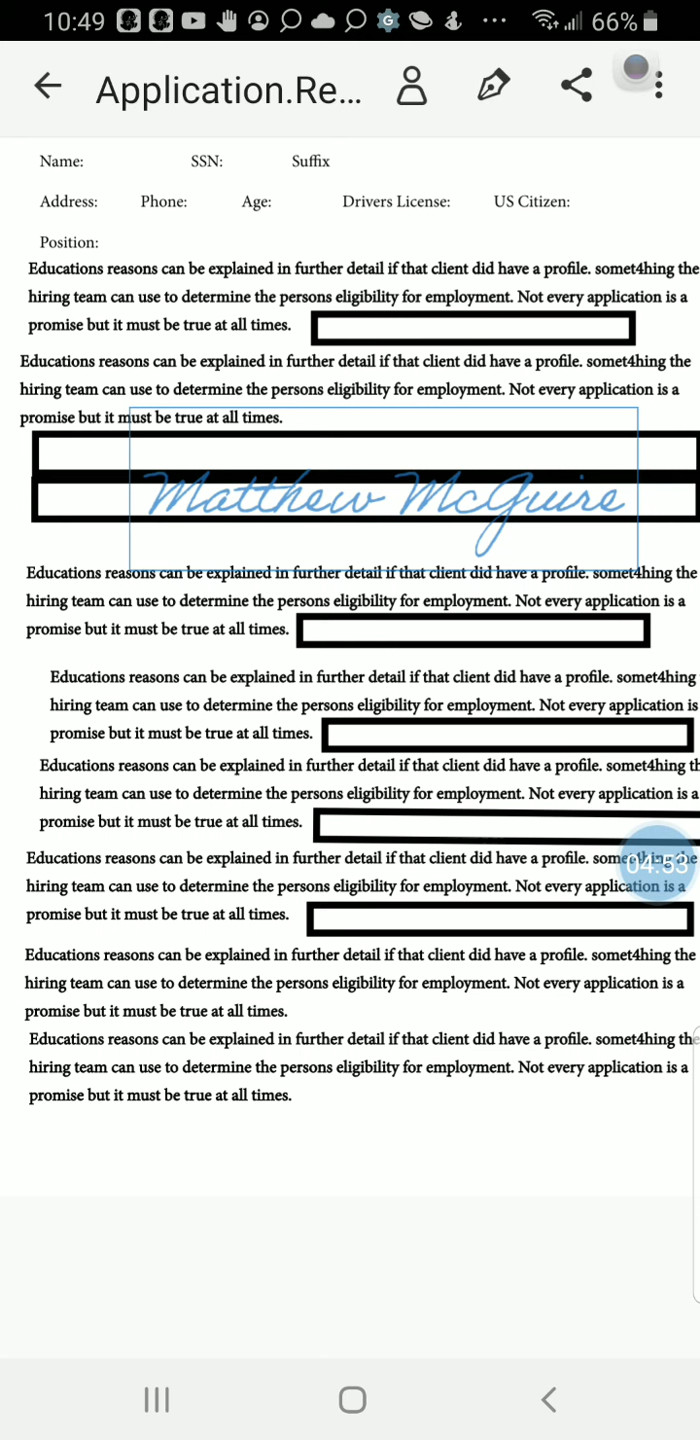 10:49 66%
Application.Re...
Name: SSN: Suffix
Address: Phone: Age: Drivers License: US Citizen:
Position:
Educations reasons can be explained in further detail if that client did have a profile. somet4hing the
hiring team can use to determine the persons eligibility for employment. Not every application is a
promise but it must be true at all times.
Educations reasons can be explained in further detail if that client did have a profile. somet4hing the
hiring team can use to determine the persons eligibility for employment. Not every application is a
promise but it must be true at all times.
Matthew McGuire
Educations reasons can be explained in further detail if that client did have a profile. somet4hing the
hiring team can use to determine the persons eligibility for employment. Not every application is a
promise but it must be true at all times.
Educations reasons can be explained in further detail if that client did have a profile. somet4hing
hiring team can use to determine the persons eligibility for employment. Not every application is
promise but it must be true at all times.
Educations reasons can be explained in further detail if that client did have a profile. somet4hing th
hiring team can use to determine the persons eligibility for employment. Not every application is a
promise but it must be true at all times.
Educations reasons can be explained in further detail if that client did have a profile. somet4hing the
04:53
hiring team can use to determine the persons eligibility for employment. Not every application is a
promise but it must be true at all times.
Educations reasons can be explained in further detail if that client did have a profile. somet4hing the
hiring team can use to determine the persons eligibility for employment. Not every application is a
promise but it must be true at all times.
Educations reasons can be explained in further detail if that client did have a profile. somet4hing the
hiring team can use to determine the persons eligibility for employment. Not every application is a
promise but it must be true at all times.